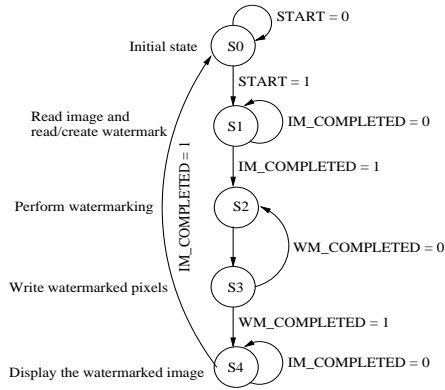 START = 0
Initial state
S0
START = 1
Read image and
read/create watermark
S1
IM_COMPLETED = 0
IM_COMPLETED = 1
IM_COMPLETED = 1
Perform watermarking
S2
WM_COMPLETED = 0
Write watermarked pixels
S3
WM_COMPLETED = 1
Display the watermarked image
S4
IM_COMPLETED = 0